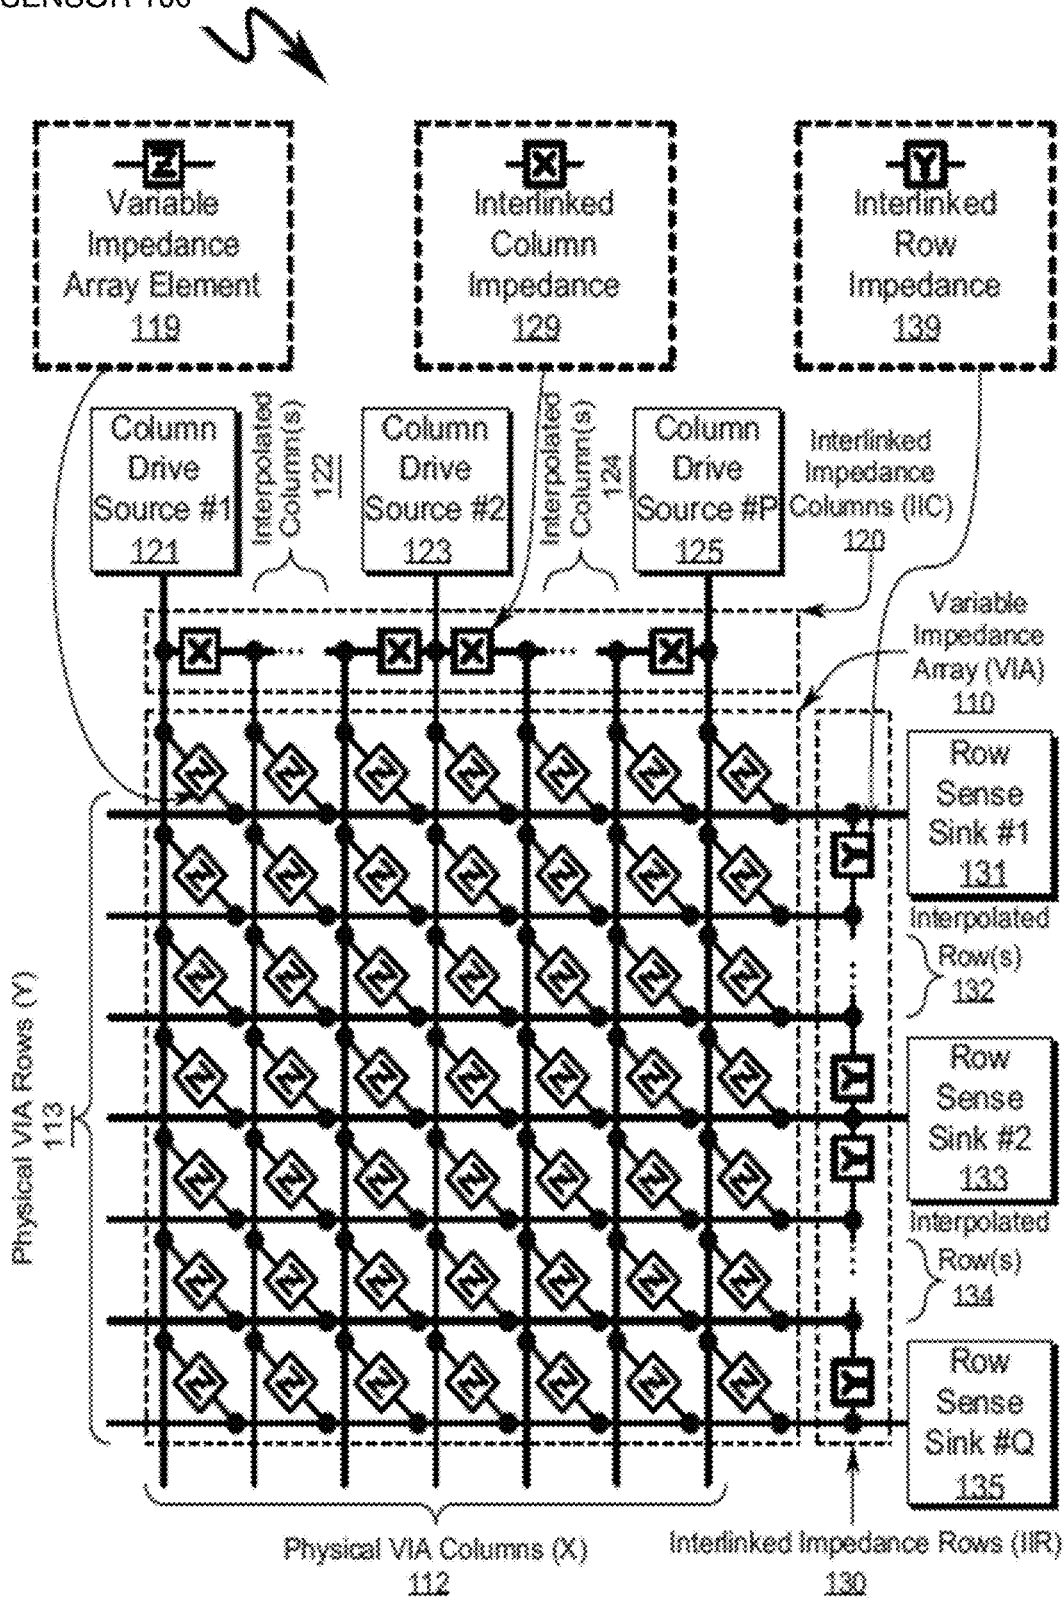 SENSOR 100
Z
Variable
Impedance
Array Element
119
X
Interlinked
Column
Impedance
129
Y
Interlinked
Row
Impedance
139
Column
Drive
Source #1
121
Interpolated
Column(s)
122
Column
Drive
Source #2
123
Interpolated
Column(s)
124
Column
Drive
Source #P
125
Interlinked
Impedance
Columns (IIC)
120
X ... X X ... X
Variable
Impedance
Array (VIA)
110
Z Z Z Z Z Z Z
Z Z Z Z Z Z Z
Z Z Z Z Z Z Z
Z Z Z Z Z Z Z
Z Z Z Z Z Z Z
Z Z Z Z Z Z Z
Z Z Z Z Z Z Z
Y
Y
Y
Y
Row
Sense
Sink #1
131
Interpolated
Row(s)
132
Row
Sense
Sink #2
133
Interpolated
Row(s)
134
Row
Sense
Sink #Q
135
Physical VIA Rows (Y)
113
Physical VIA Columns (X)
112
Interlinked Impedance Rows (IIR)
130